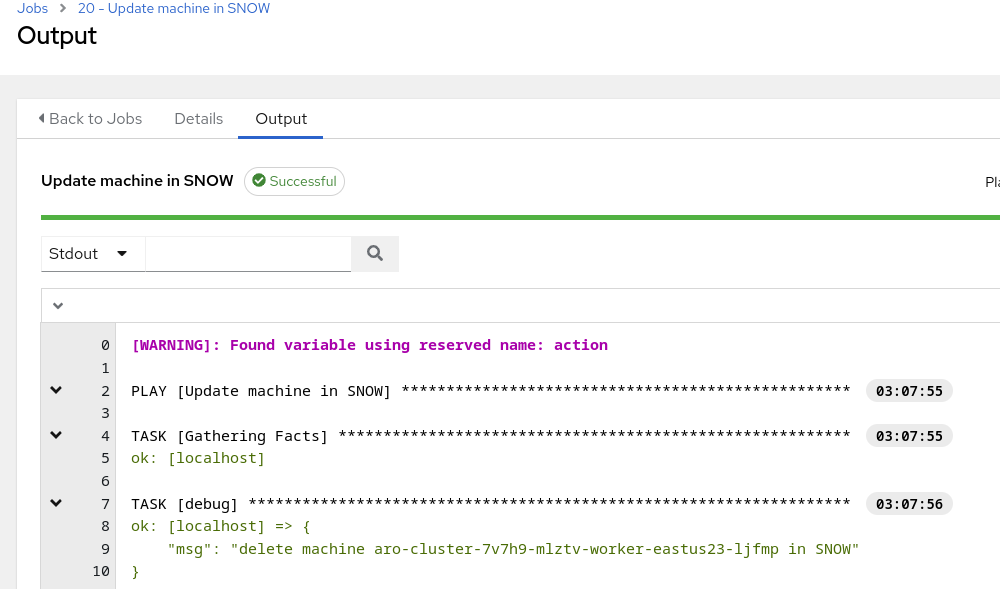 Jobs > 20 - Update machine in SNOW
Output
Back to Jobs Details Output
Update machine in SNOW Successful
Stdout
0 [WARNING]: Found variable using reserved name: action
1
2 PLAY [Update machine in SNOW] ************************************************** 03:07:55
3
4 TASK [Gathering Facts] ********************************************************* 03:07:55
5 ok: [localhost]
6
7 TASK [debug] ******************************************************************* 03:07:56
8 ok: [localhost] => {
9 "msg": "delete machine aro-cluster-7v7h9-mlztv-worker-eastus23-ljfmp in SNOW"
10 }